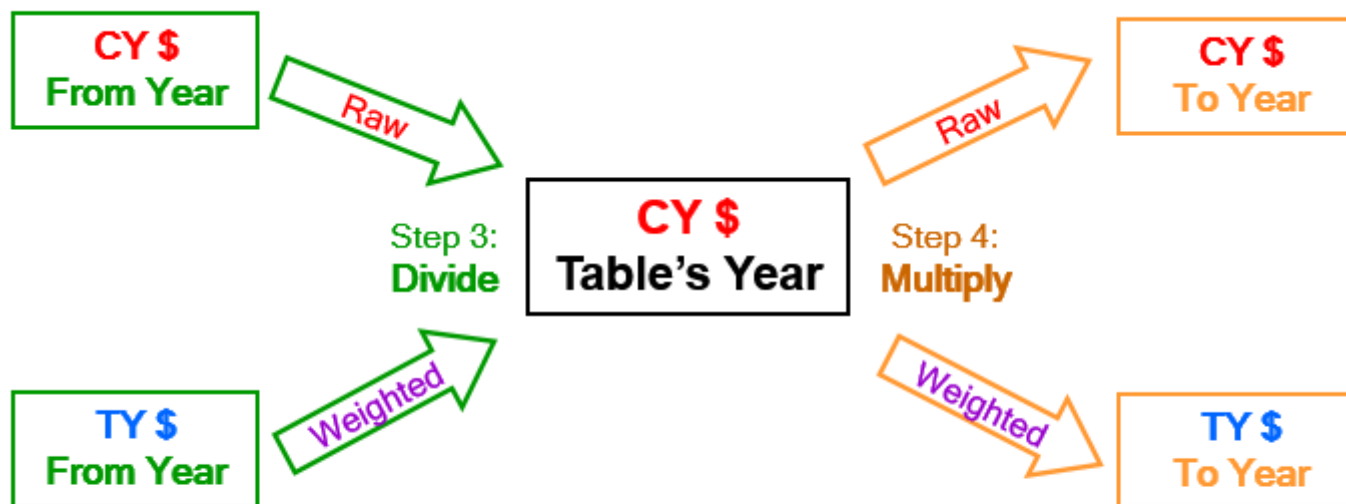 CY $
From Year
Raw
CY $
To Year
Raw
Step 3:
Divide
CY $
Table's Year
Step 4:
Multiply
TY $
From Year
Weighted
Weighted
TY $
To Year